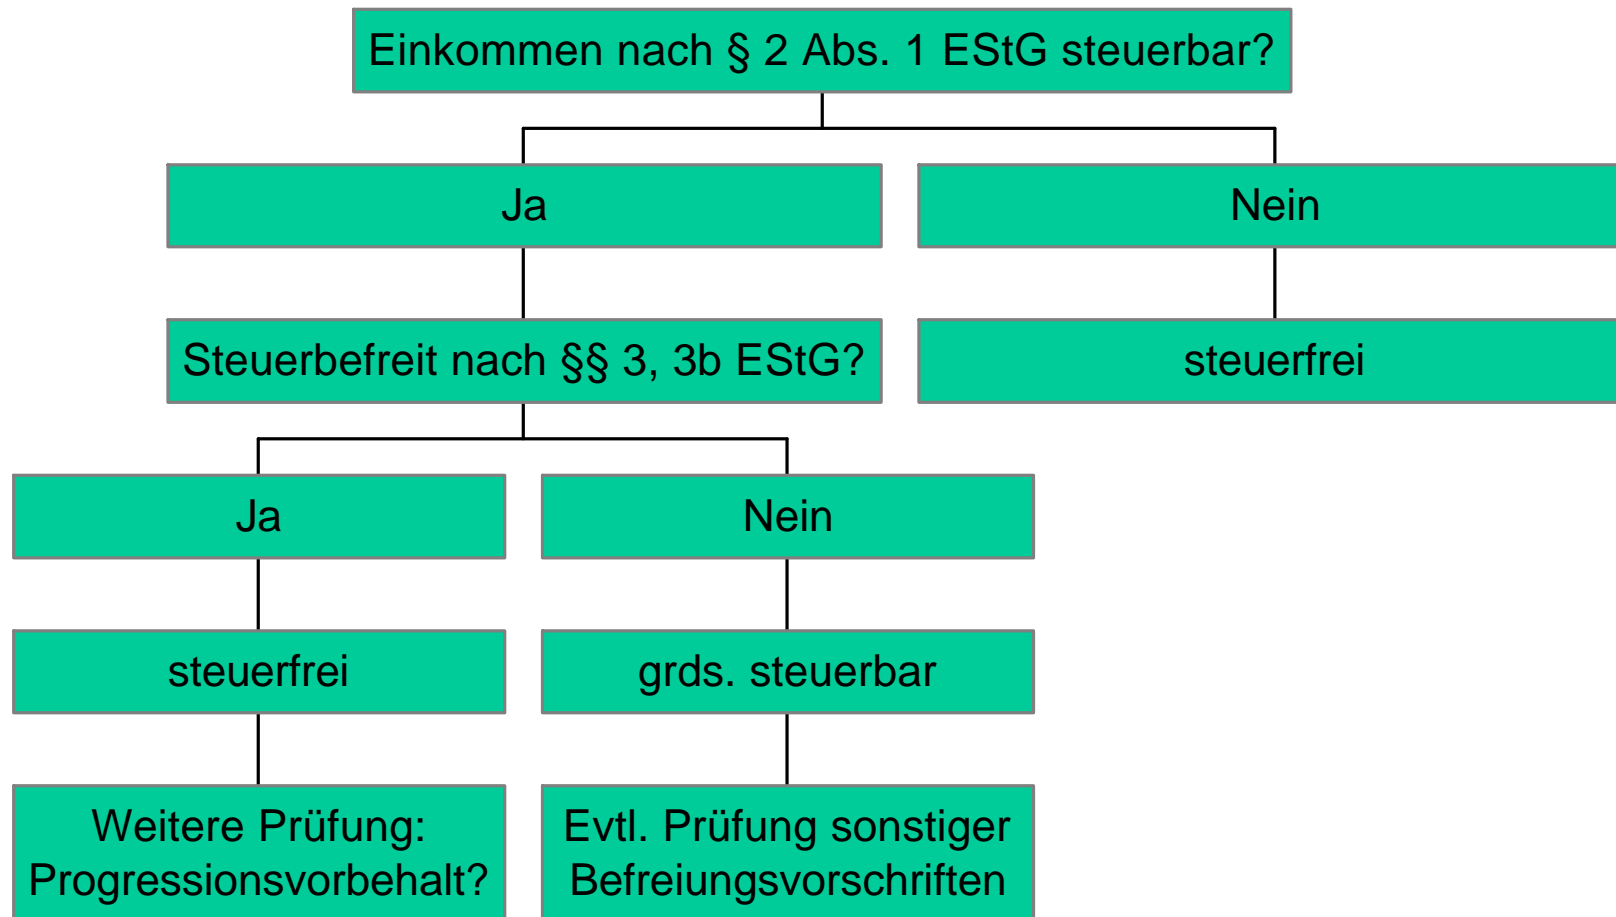 Einkommen nach § 2 Abs. 1 EStG steuerbar?
Ja
Nein
Steuerbefreit nach §§ 3, 3b EStG?
steuerfrei
Ja
Nein
steuerfrei
grds. steuerbar
Weitere Prüfung:
Progressionsvorbehalt?
Evtl. Prüfung sonstiger
Befreiungsvorschriften